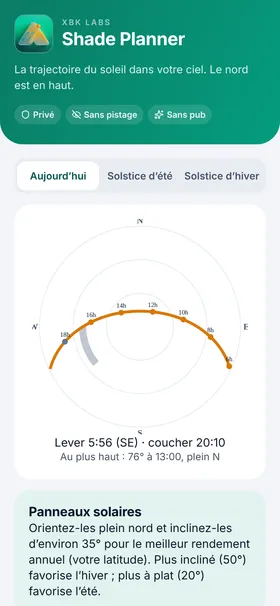 XBK LABS
Shade Planner
La trajectoire du soleil dans votre ciel. Le nord
est en haut.
Privé
Sans pistage
Sans pub
Aujourd'hui
Solstice d'été
Solstice d'hiver
N
14h
12h
16h
10h
18h
8h
6h
E
S
Lever 5:56 (SE) · coucher 20:10
Au plus haut : 76° à 13:00, plein N
Panneaux solaires
Orientez-les plein nord et inclinez-les
d'environ 35° pour le meilleur rendement
annuel (votre latitude). Plus incliné (50°)
favorise l'hiver ; plus à plat (20°)
favorise l'été.